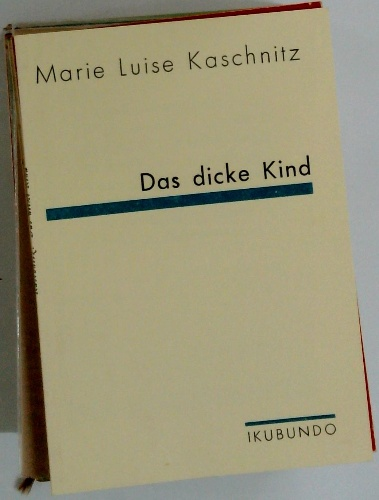 Marie Luise Kaschnitz
Das dicke Kind
IKUBUNDO